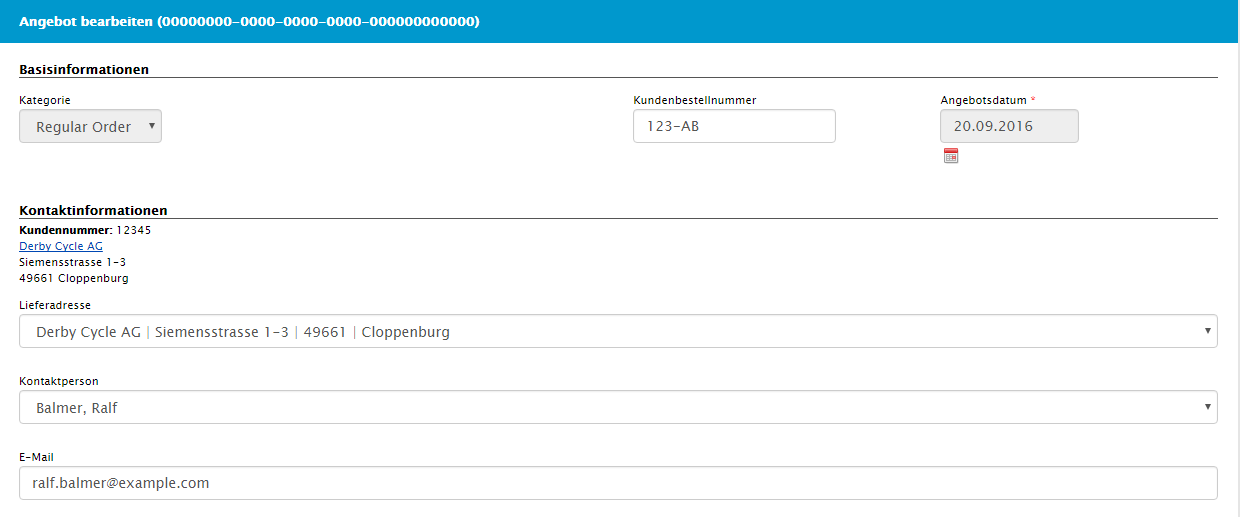 Angebot bearbeiten (00000000-0000-0000-0000-000000000000)
Basisinformationen
Kategorie
Kundenbestellnummer
Angebotsdatum *
Regular Order
123-AB
20.09.2016
Kontaktinformationen
Kundennummer: 12345
Derby Cycle AG
Siemensstrasse 1-3
49661 Cloppenburg
Lieferadresse
Derby Cycle AG | Siemensstrasse 1-3 | 49661 | Cloppenburg
Kontaktperson
Balmer, Ralf
E-Mail
ralf.balmer@example.com